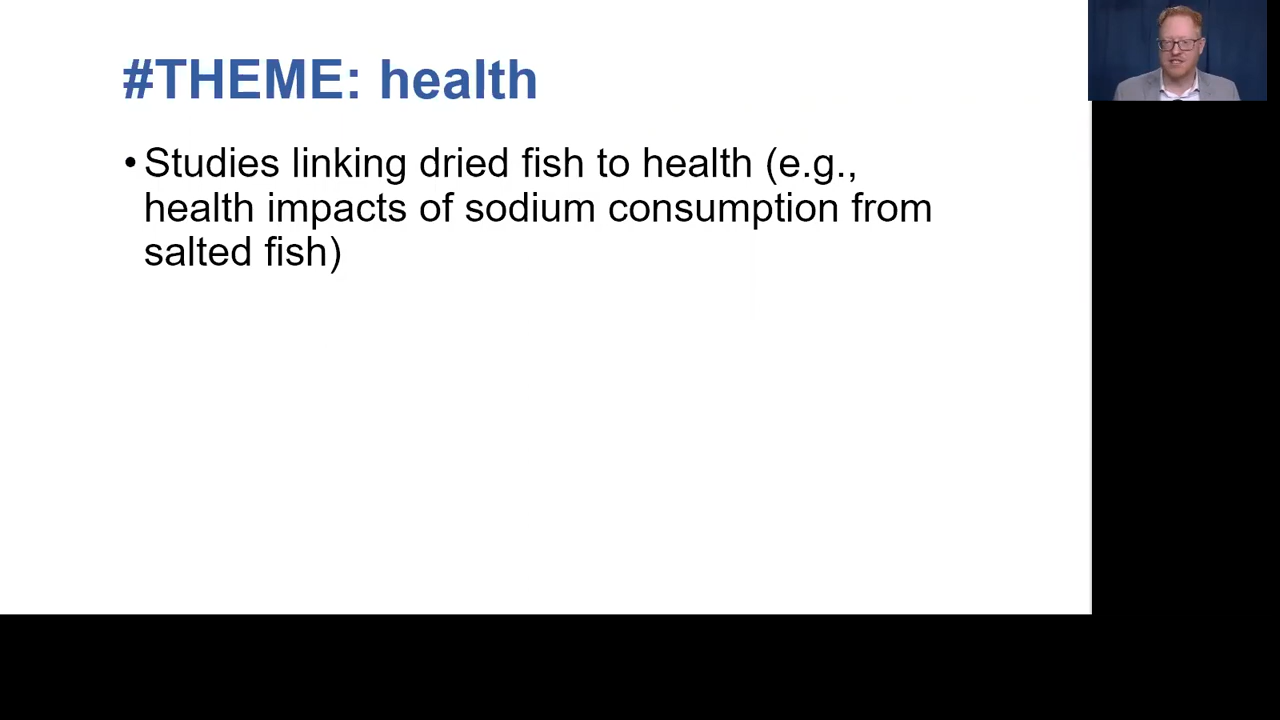 #THEME: health
•Studies linking dried fish to health (e.g.,
health impacts of sodium consumption from
salted fish)